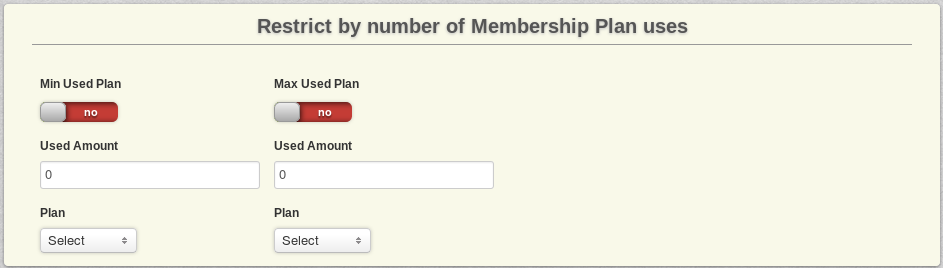 Restrict by number of Membership Plan uses
Min Used Plan Max Used Plan
no no
Used Amount Used Amount
0 0
Plan Plan
Select Select